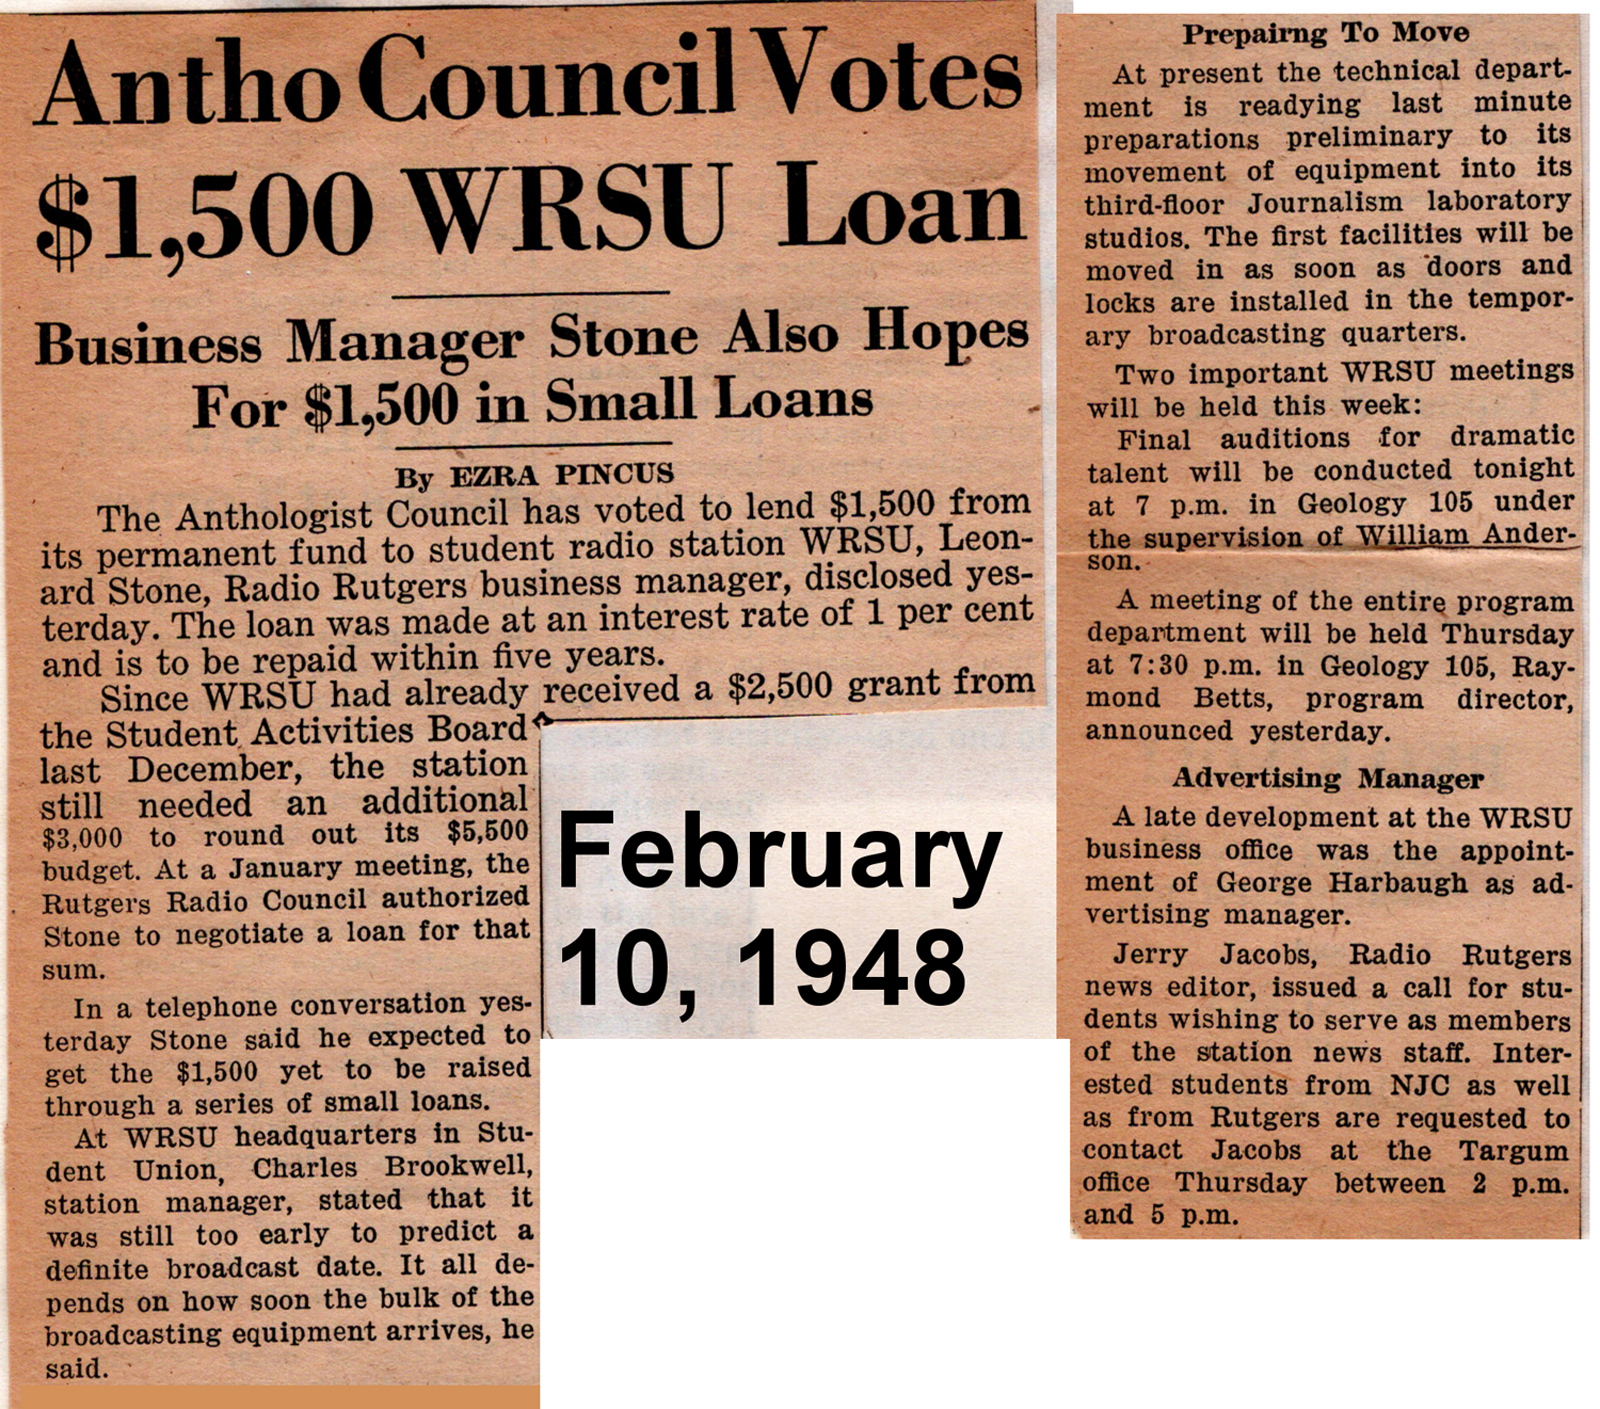 Antho Council Votes
$1,500 WRSU Loan
Business Manager Stone Also Hopes
For $1,500 in Small Loans
By EZRA PINCUS
The Anthologist Council has voted to lend $1,500 from
its permanent fund to student radio station WRSU, Leon-
ard Stone, Radio Rutgers business manager, disclosed yes-
terday. The loan was made at an interest rate of 1 per cent
and is to be repaid within five years.
Since WRSU had already received a $2,500 grant from
the Student Activities Board
last December, the station
still needed an additional
$3,000 to round out its $5,500
budget. At a January meeting, the
Rutgers Radio Council authorized
Stone to negotiate a loan for that
sum.
In a telephone conversation yes-
terday Stone said he expected to
get the $1,500 yet to be raised
through a series of small loans.
At WRSU headquarters in Stu-
dent Union, Charles Brookwell,
station manager, stated that it
was still too early to predict a
definite broadcast date. It all de-
pends on how soon the bulk of the
broadcasting equipment arrives, he
said.
February
10, 1948
Prepairng To Move
At present the technical depart-
ment is readying last minute
preparations preliminary to its
movement of equipment into its
third-floor Journalism laboratory
studios. The first facilities will be
moved in as soon as doors and
locks are installed in the tempor-
ary broadcasting quarters.
Two important WRSU meetings
will be held this week:
Final auditions for dramatic
talent will be conducted tonight
at 7 p.m. in Geology 105 under
the supervision of William Ander-
son.
A meeting of the entire program
department will be held Thursday
at 7:30 p.m. in Geology 105, Ray-
mond Betts, program director,
announced yesterday.
Advertising Manager
A late development at the WRSU
business office was the appoint-
ment of George Harbaugh as ad-
vertising manager.
Jerry Jacobs, Radio Rutgers
news editor, issued a call for stu-
dents wishing to serve as members
of the station news staff. Inter-
ested students from NJC as well
as from Rutgers are requested to
contact Jacobs at the Targum
office Thursday between 2 p.m.
and 5 p.m.